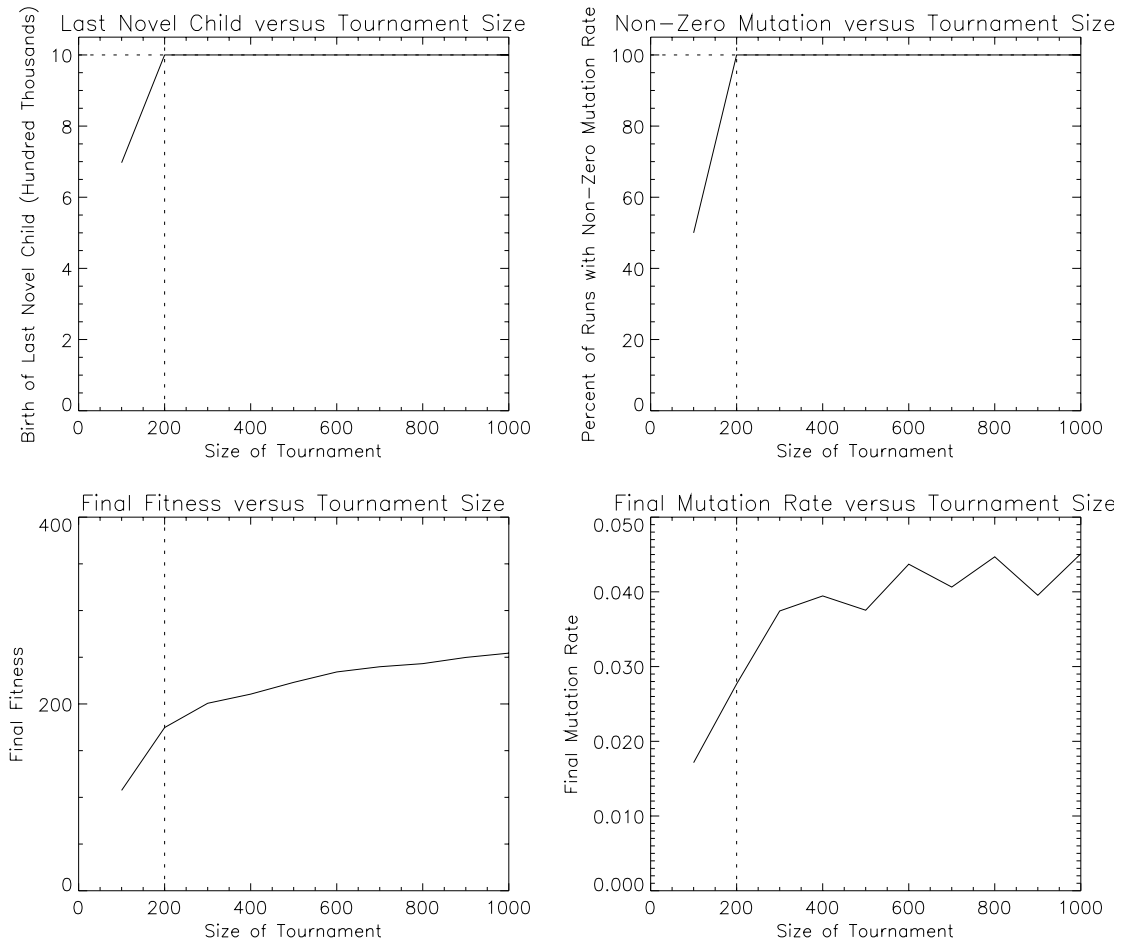 Last Novel Child versus Tournament Size
Birth of Last Novel Child (Hundred Thousands)
10
8
6
4
2
0
0 200 400 600 800 1000
Size of Tournament
Non-Zero Mutation versus Tournament Size
Percent of Runs with Non-Zero Mutation Rate
100
80
60
40
20
0
0 200 400 600 800 1000
Size of Tournament
Final Fitness versus Tournament Size
Final Fitness
400
200
0
0 200 400 600 800 1000
Size of Tournament
Final Mutation Rate versus Tournament Size
Final Mutation Rate
0.050
0.040
0.030
0.020
0.010
0.000
0 200 400 600 800 1000
Size of Tournament